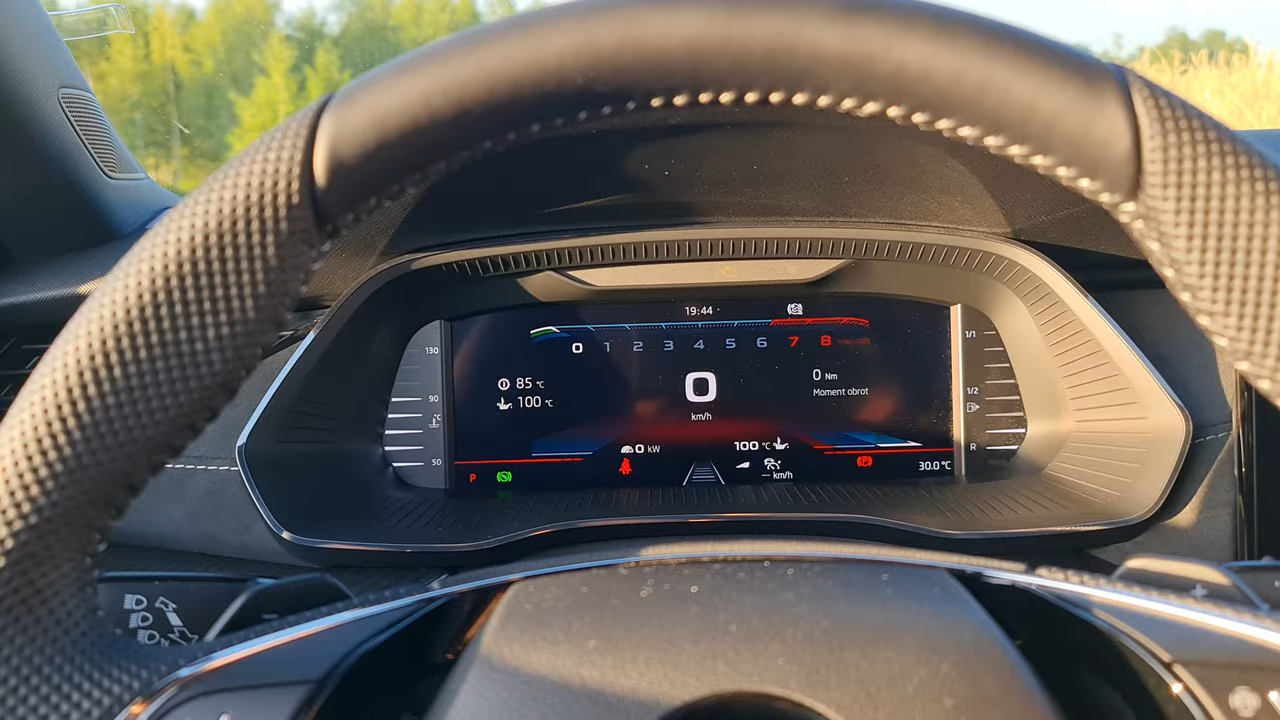 19:44
0 1 2 3 4 5 6 7 8
130
90
°C
50
85 °C
100 °C
0
km/h
0 Nm
Moment obrot
1/1
1/2
R
0 kW
100 °C
P
-- km/h
30.0°C